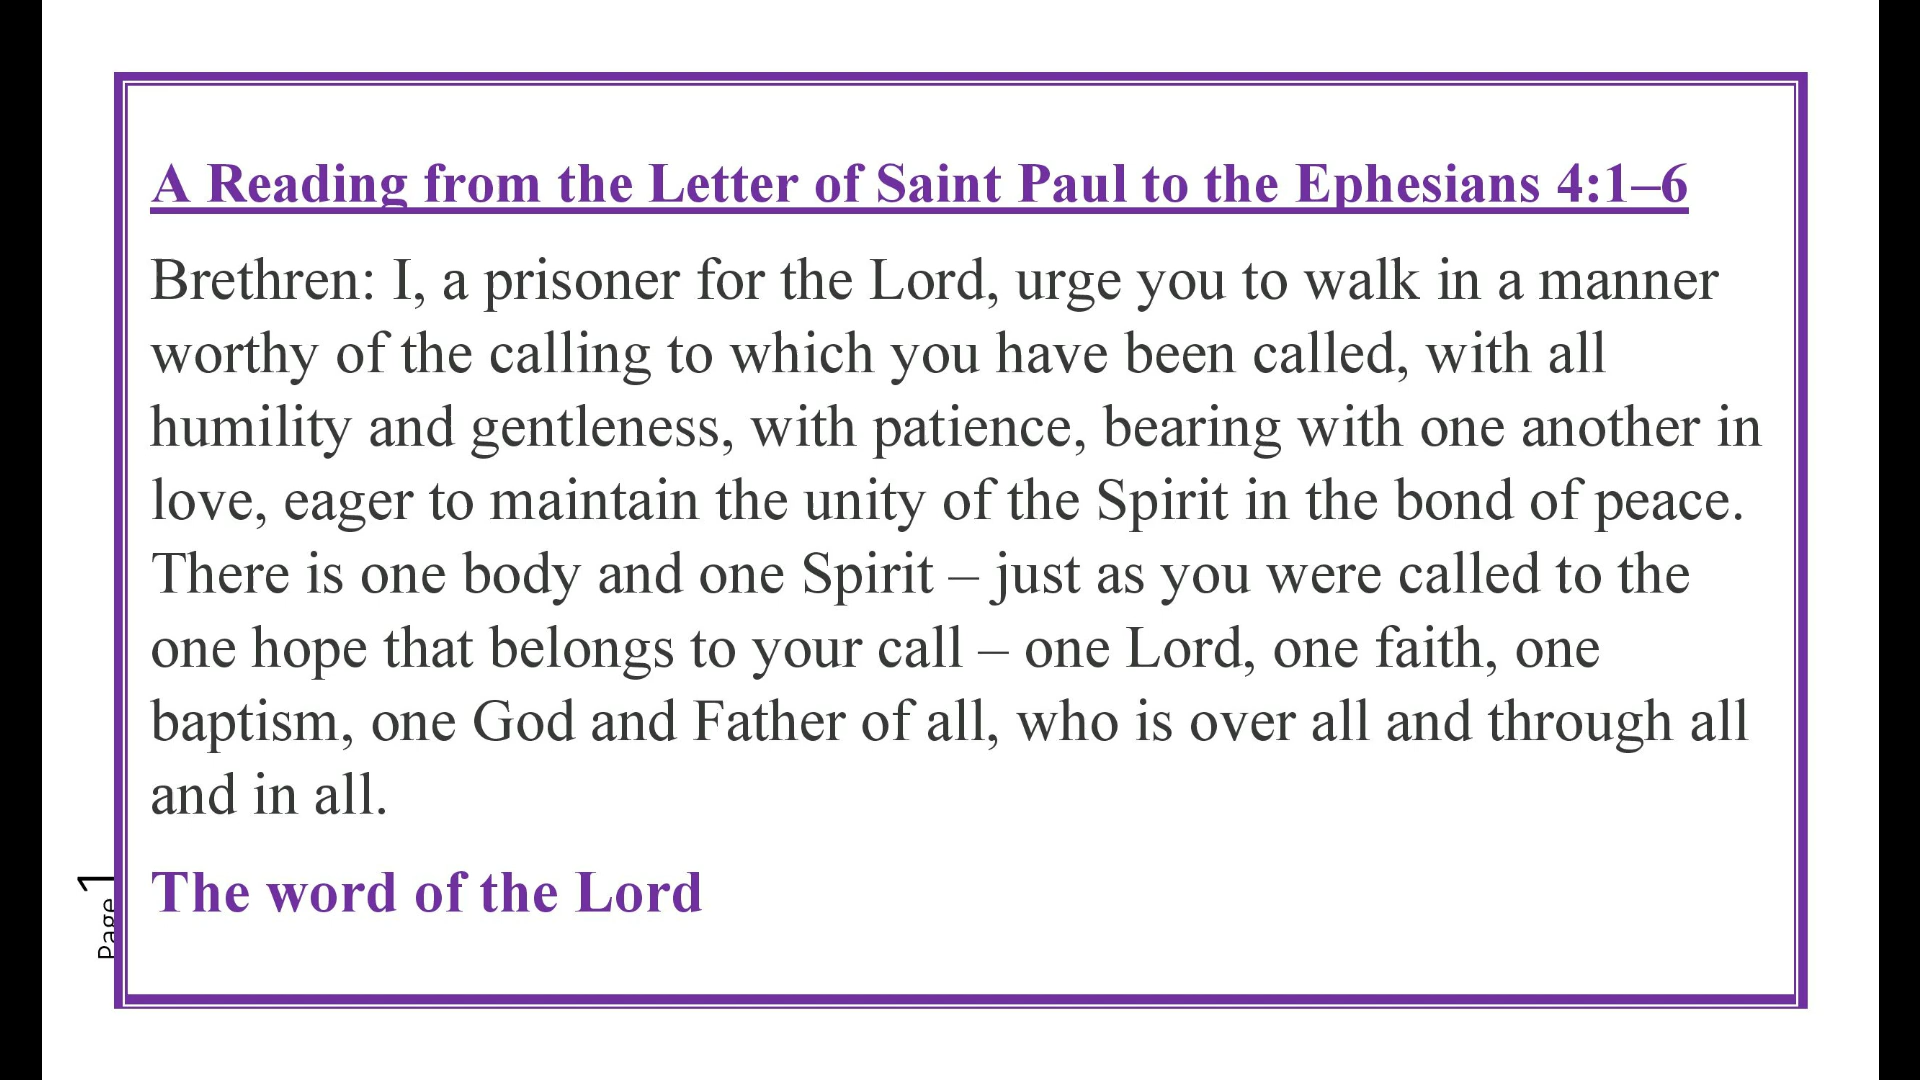 A Reading from the Letter of Saint Paul to the Ephesians 4:1–6
Brethren: I, a prisoner for the Lord, urge you to walk in a manner
worthy of the calling to which you have been called, with all
humility and gentleness, with patience, bearing with one another in
love, eager to maintain the unity of the Spirit in the bond of peace.
There is one body and one Spirit – just as you were called to the
one hope that belongs to your call – one Lord, one faith, one
baptism, one God and Father of all, who is over all and through all
and in all.
The word of the Lord
Page 1